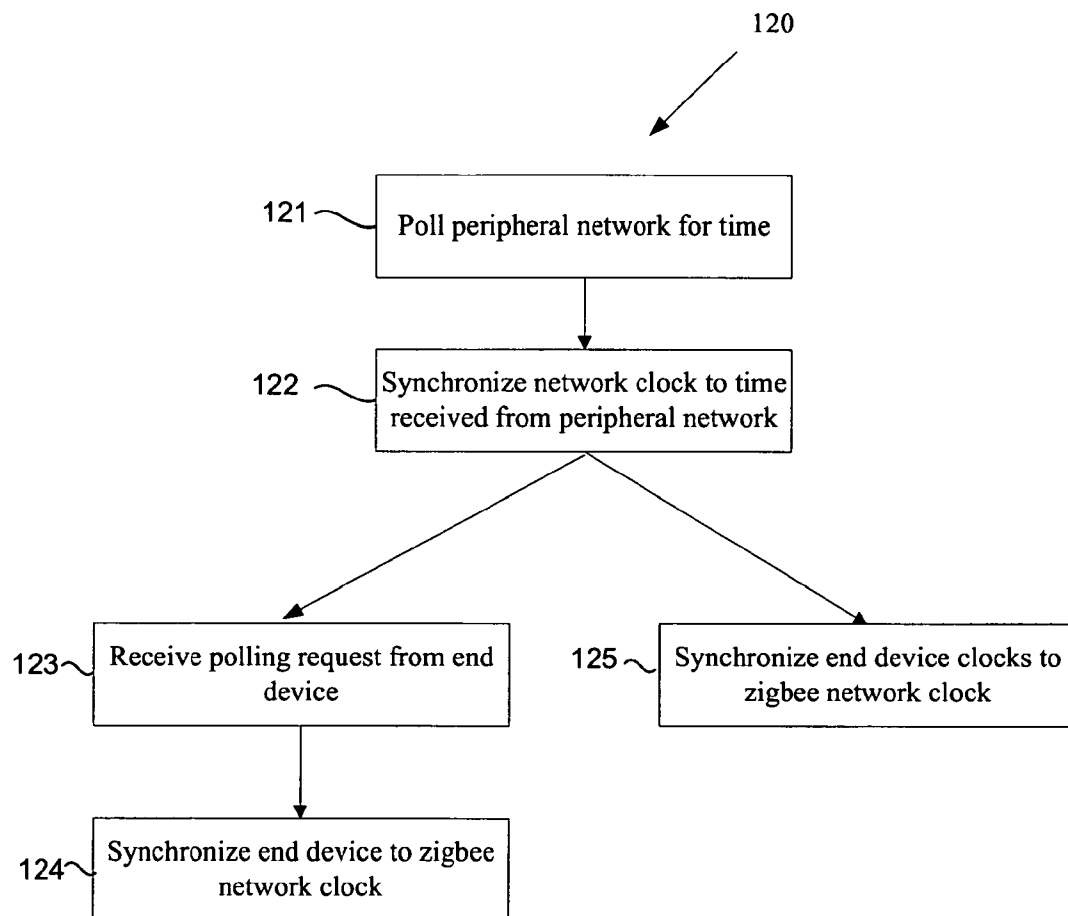 120
121
Poll peripheral network for time
122
Synchronize network clock to time
received from peripheral network
123
Receive polling request from end
device
125
Synchronize end device clocks to
zigbee network clock
124
Synchronize end device to zigbee
network clock